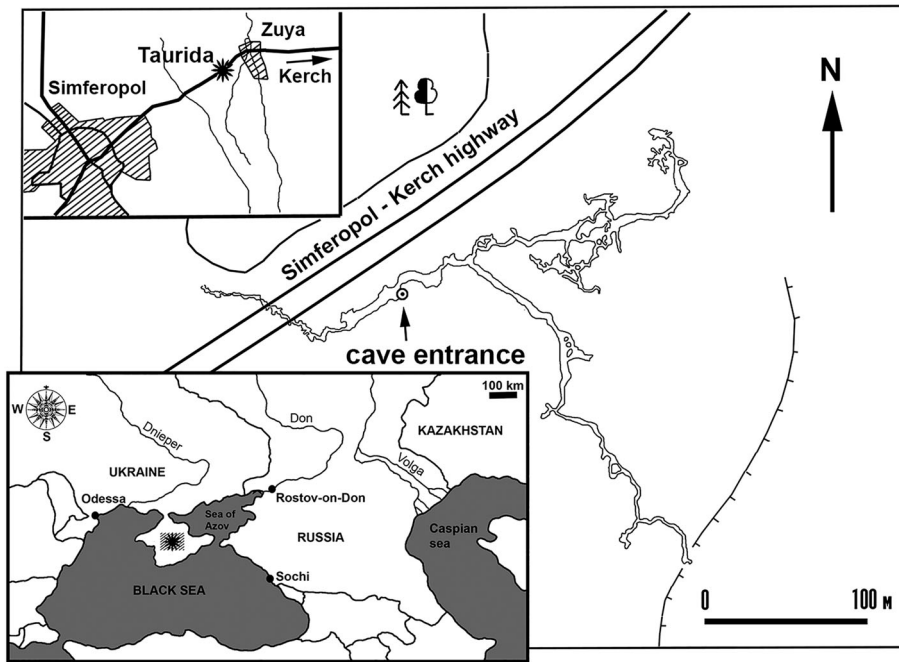 Zuya
Taurida
Kerch
Simferopol
N
Simferopol - Kerch highway
cave entrance
100 km
N
W E
S
Don
Dnieper
KAZAKHSTAN
Volga
UKRAINE
Odessa
Rostov-on-Don
Sea of
Azov
RUSSIA
Caspian
sea
Sochi
BLACK SEA
0 100 м